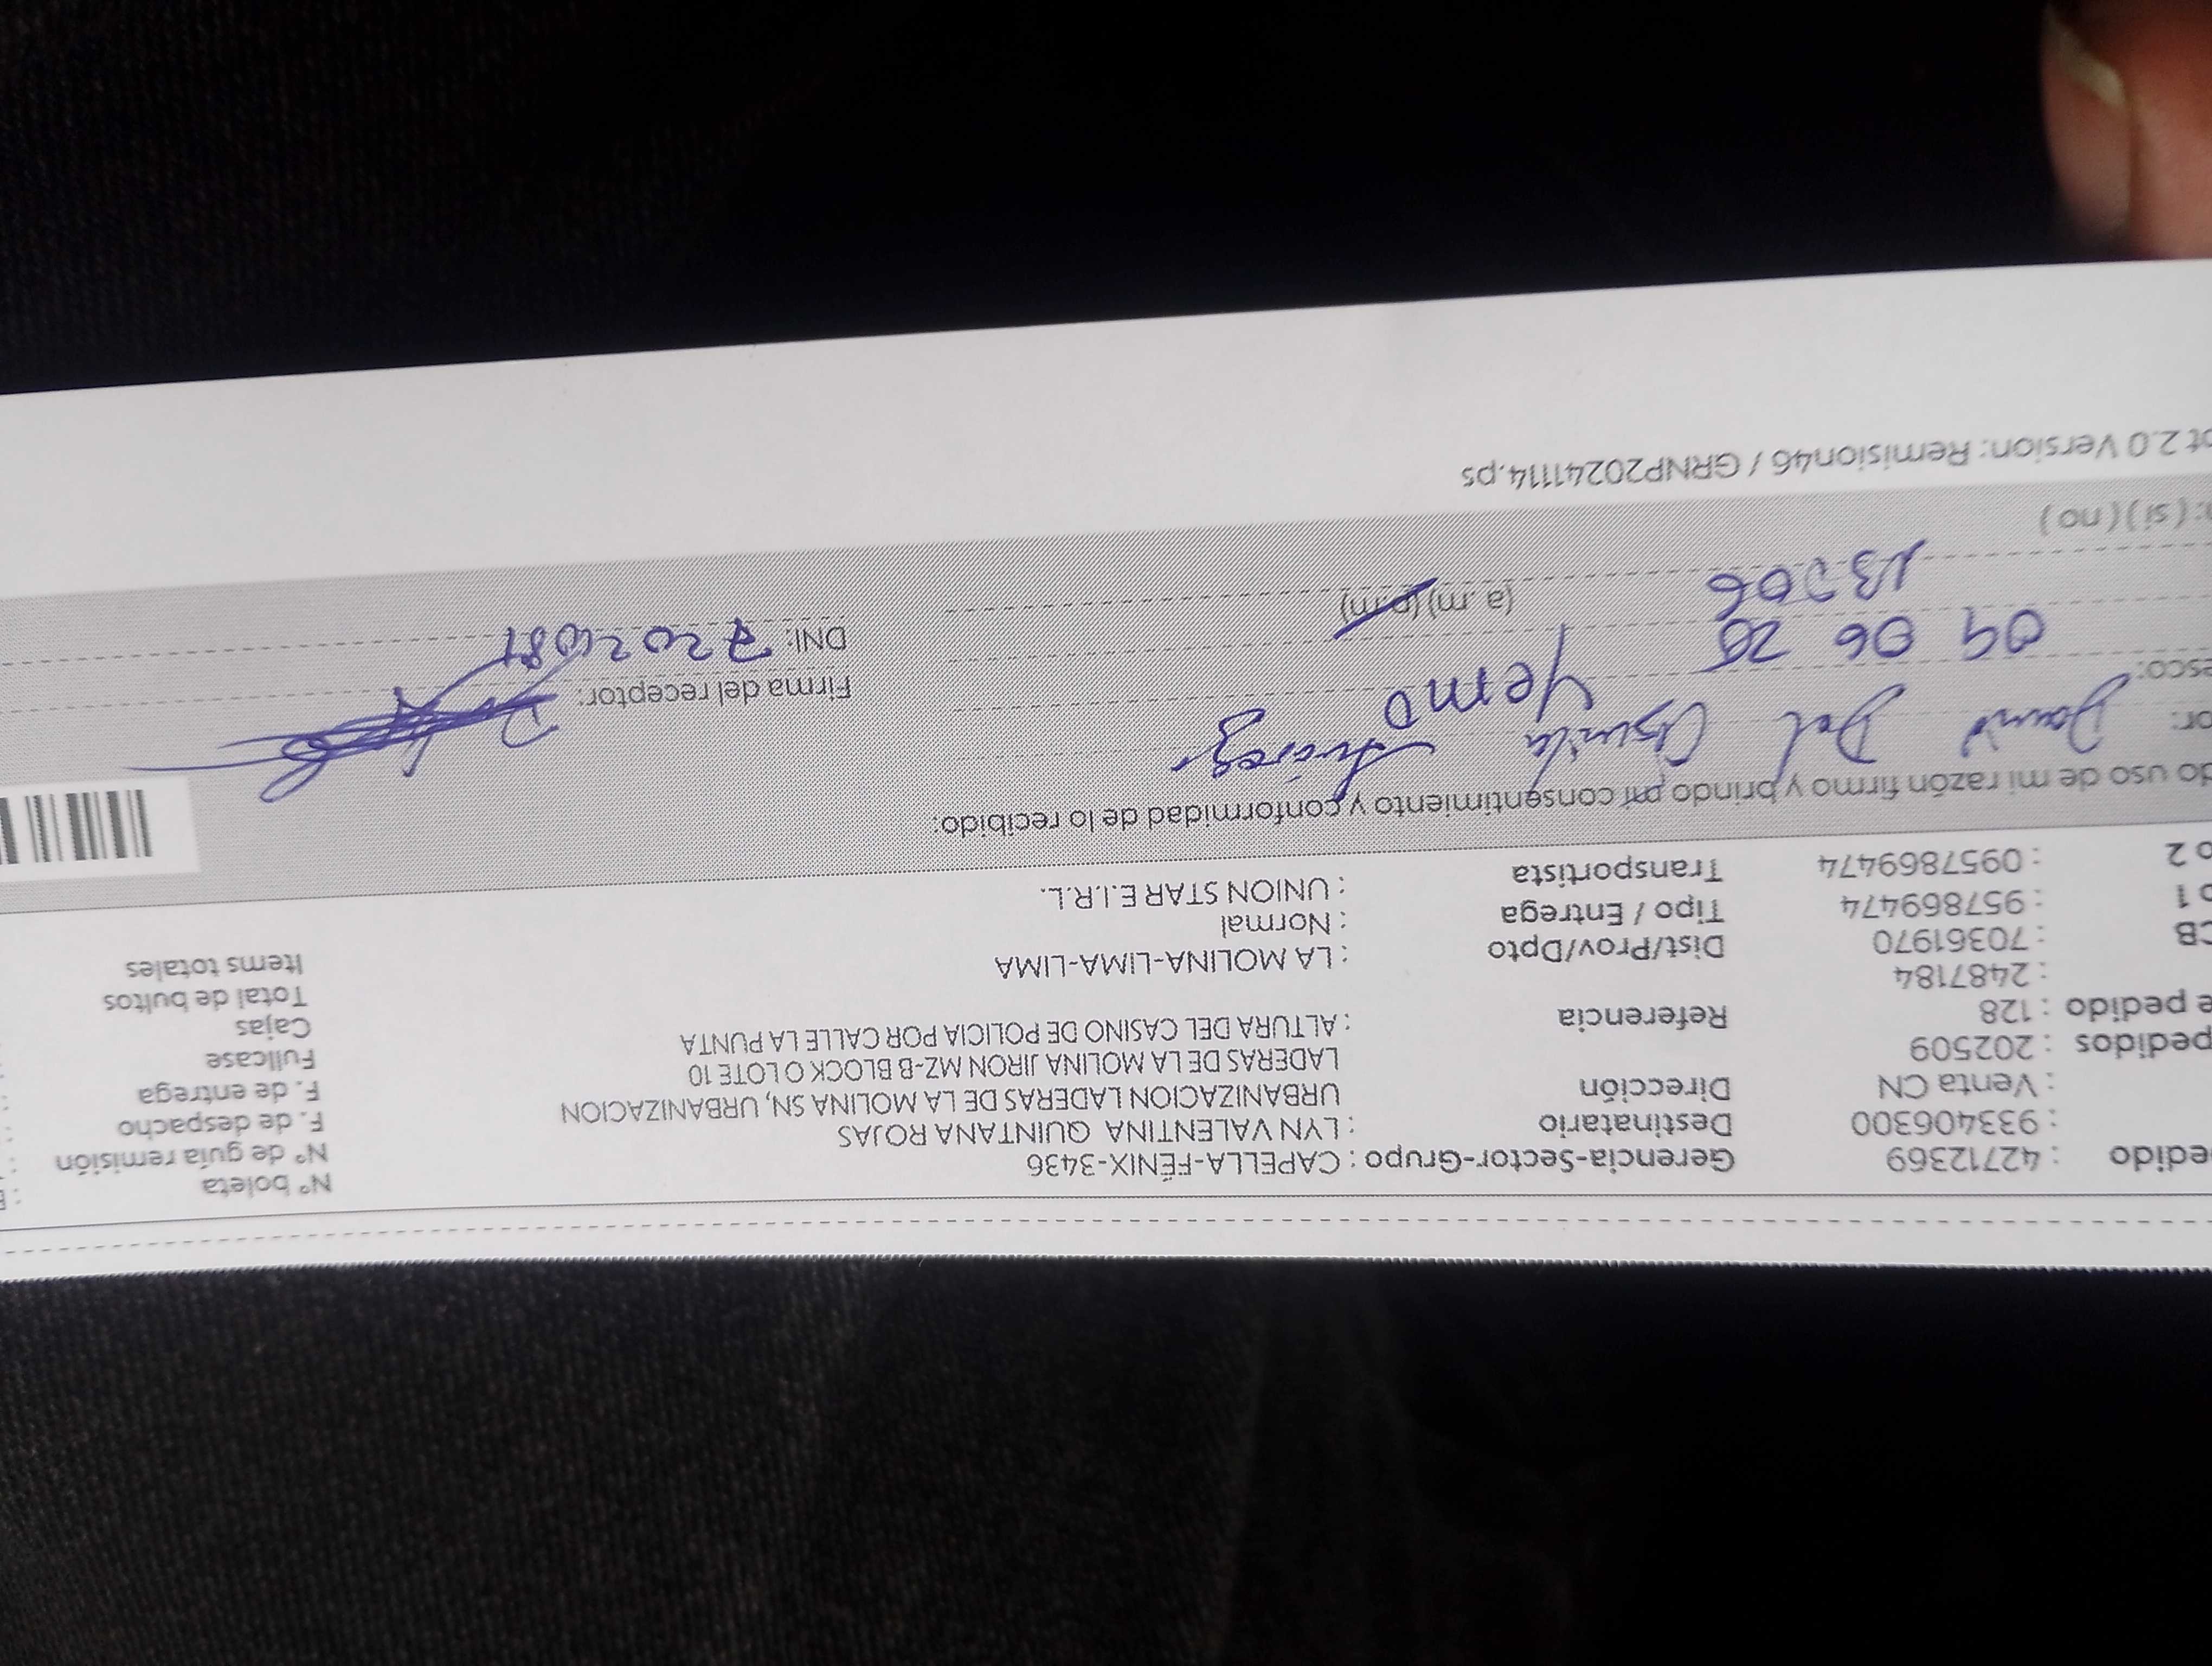 edido : 42712369 Gerencia-Sector-Grupo : CAPELLA-FÉNIX-3436 N° boleta :
: 933406300 Destinatario : LYN VALENTINA QUINTANA ROJAS N° de guía remisión :
: Venta CN Dirección URBANIZACION LADERAS DE LA MOLINA SN, URBANIZACION F. de despacho :
pedidos : 202509 LADERAS DE LA MOLINA JIRON MZ-B BLOCK O LOTE 10 F. de entrega :
e pedido : 128 Referencia : ALTURA DEL CASINO DE POLICIA POR CALLE LA PUNTA Fullcase
: 2487184 Cajas
CB : 70361970 Dist/Prov/Dpto : LA MOLINA-LIMA-LIMA Total de bultos
o 1 : 957869474 Tipo / Entrega : Normal Items totales
o 2 : 0957869474 Transportista : UNION STAR E.I.R.L.
do uso de mi razón firmo y brindo mi consentimiento y conformidad de lo recibido:
or: David Del Aguila Alvarez
esco: Yerno Firma del receptor:
09 06 25 DNI: 72024081
13:06 (a.m)(p.m)
: (si) (no)
ot 2.0 Version: Remision46 / GRNP20241114.ps